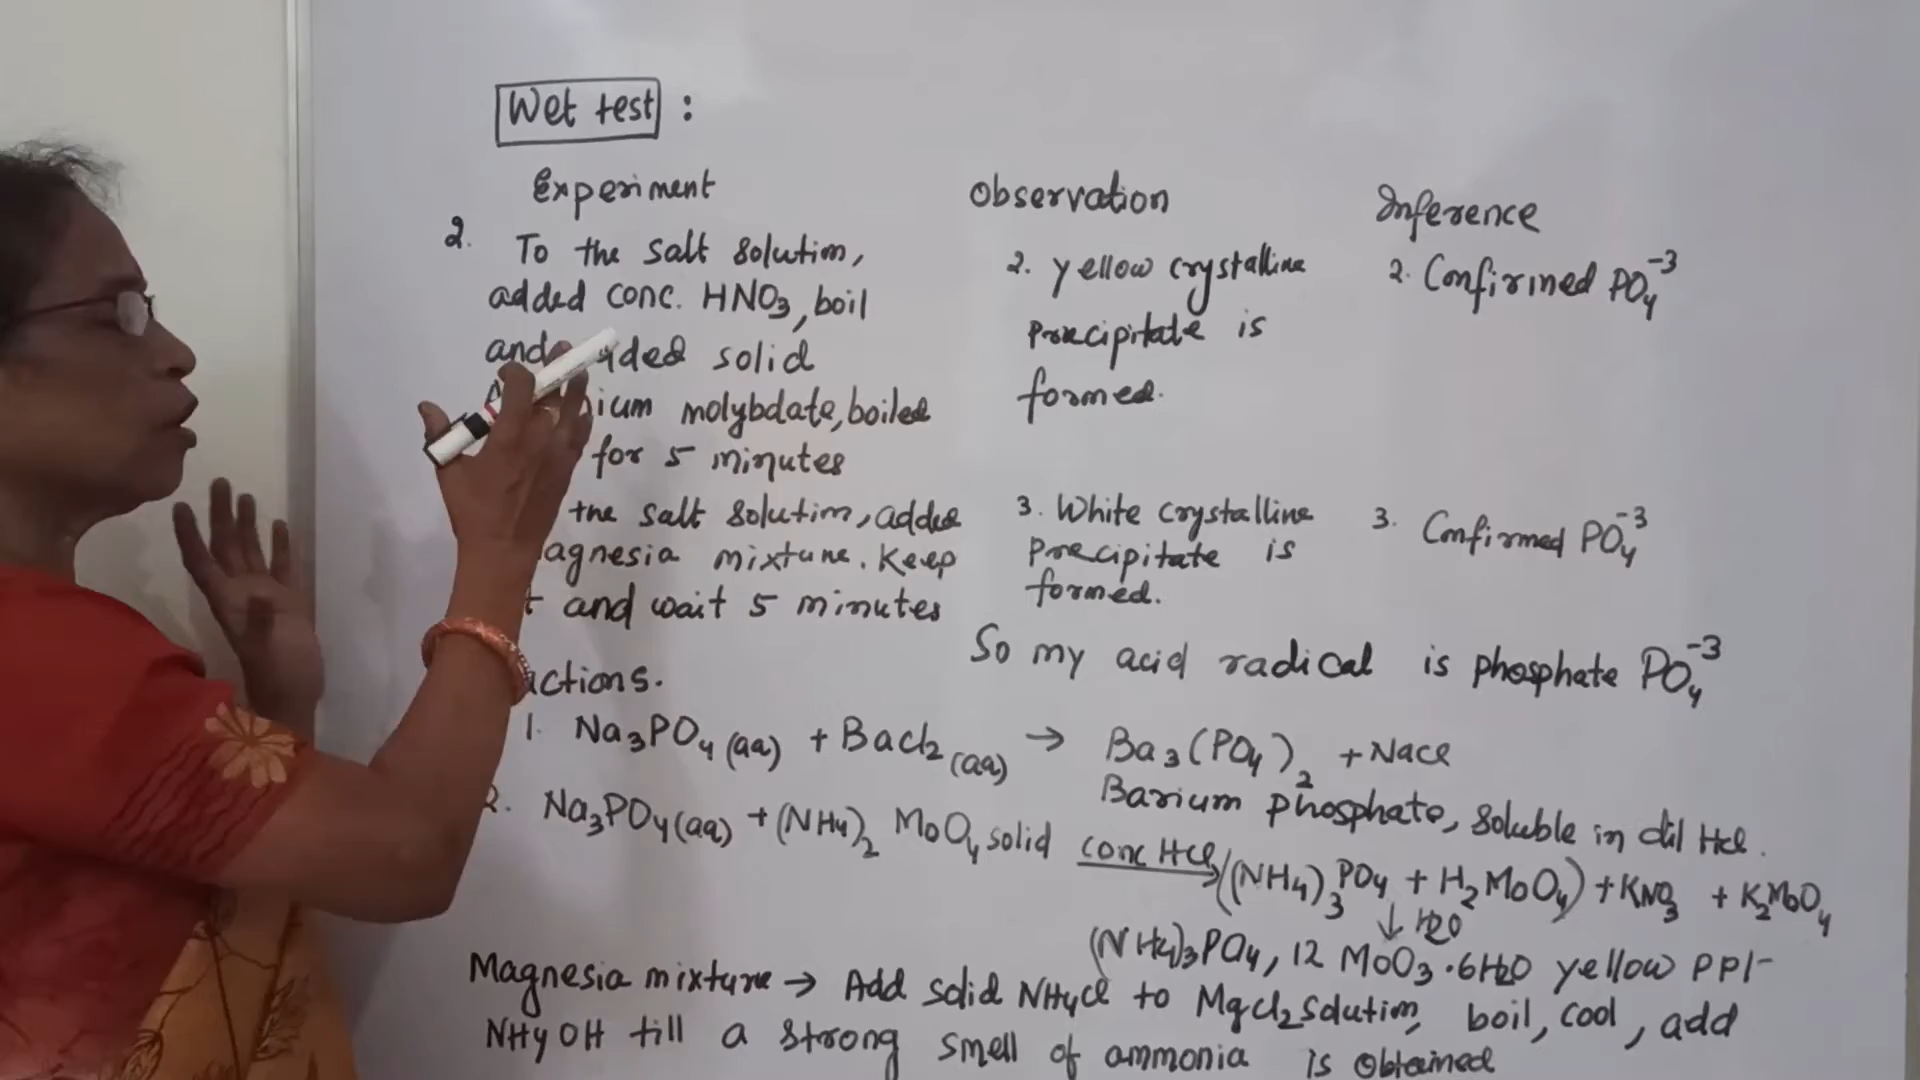 Wet test :
Experiment
Observation
Inference
2. To the salt solution,
added conc. HNO3, boil
solid
molybdate, boiled
for 5 minutes
the salt solution, added
mixture. Keep
and wait 5 minutes
2. yellow crystalline
Precipitate is
formed.
3. White crystalline
Precipitate is
formed.
2. Confirmed PO4-3
3. Confirmed PO4-3
So my acid radical is phosphate PO4-3
1. Na3PO4 (aq) + BaCl2 (aq) → Ba3(PO4)2 + NaCl
Barium phosphate, soluble in dil HCl.
2. Na3PO4 (aq) + (NH4)2 MoO4 solid conc HCl → ((NH4)3 PO4 + H2MoO4) + KNO3 + K2MoO4
↓ H2O
(NH4)3PO4, 12 MoO3 . 6H2O yellow ppt
Magnesia mixture → Add solid NH4Cl to MgCl2 solution, boil, cool, add
NH4OH till a strong smell of ammonia is obtained